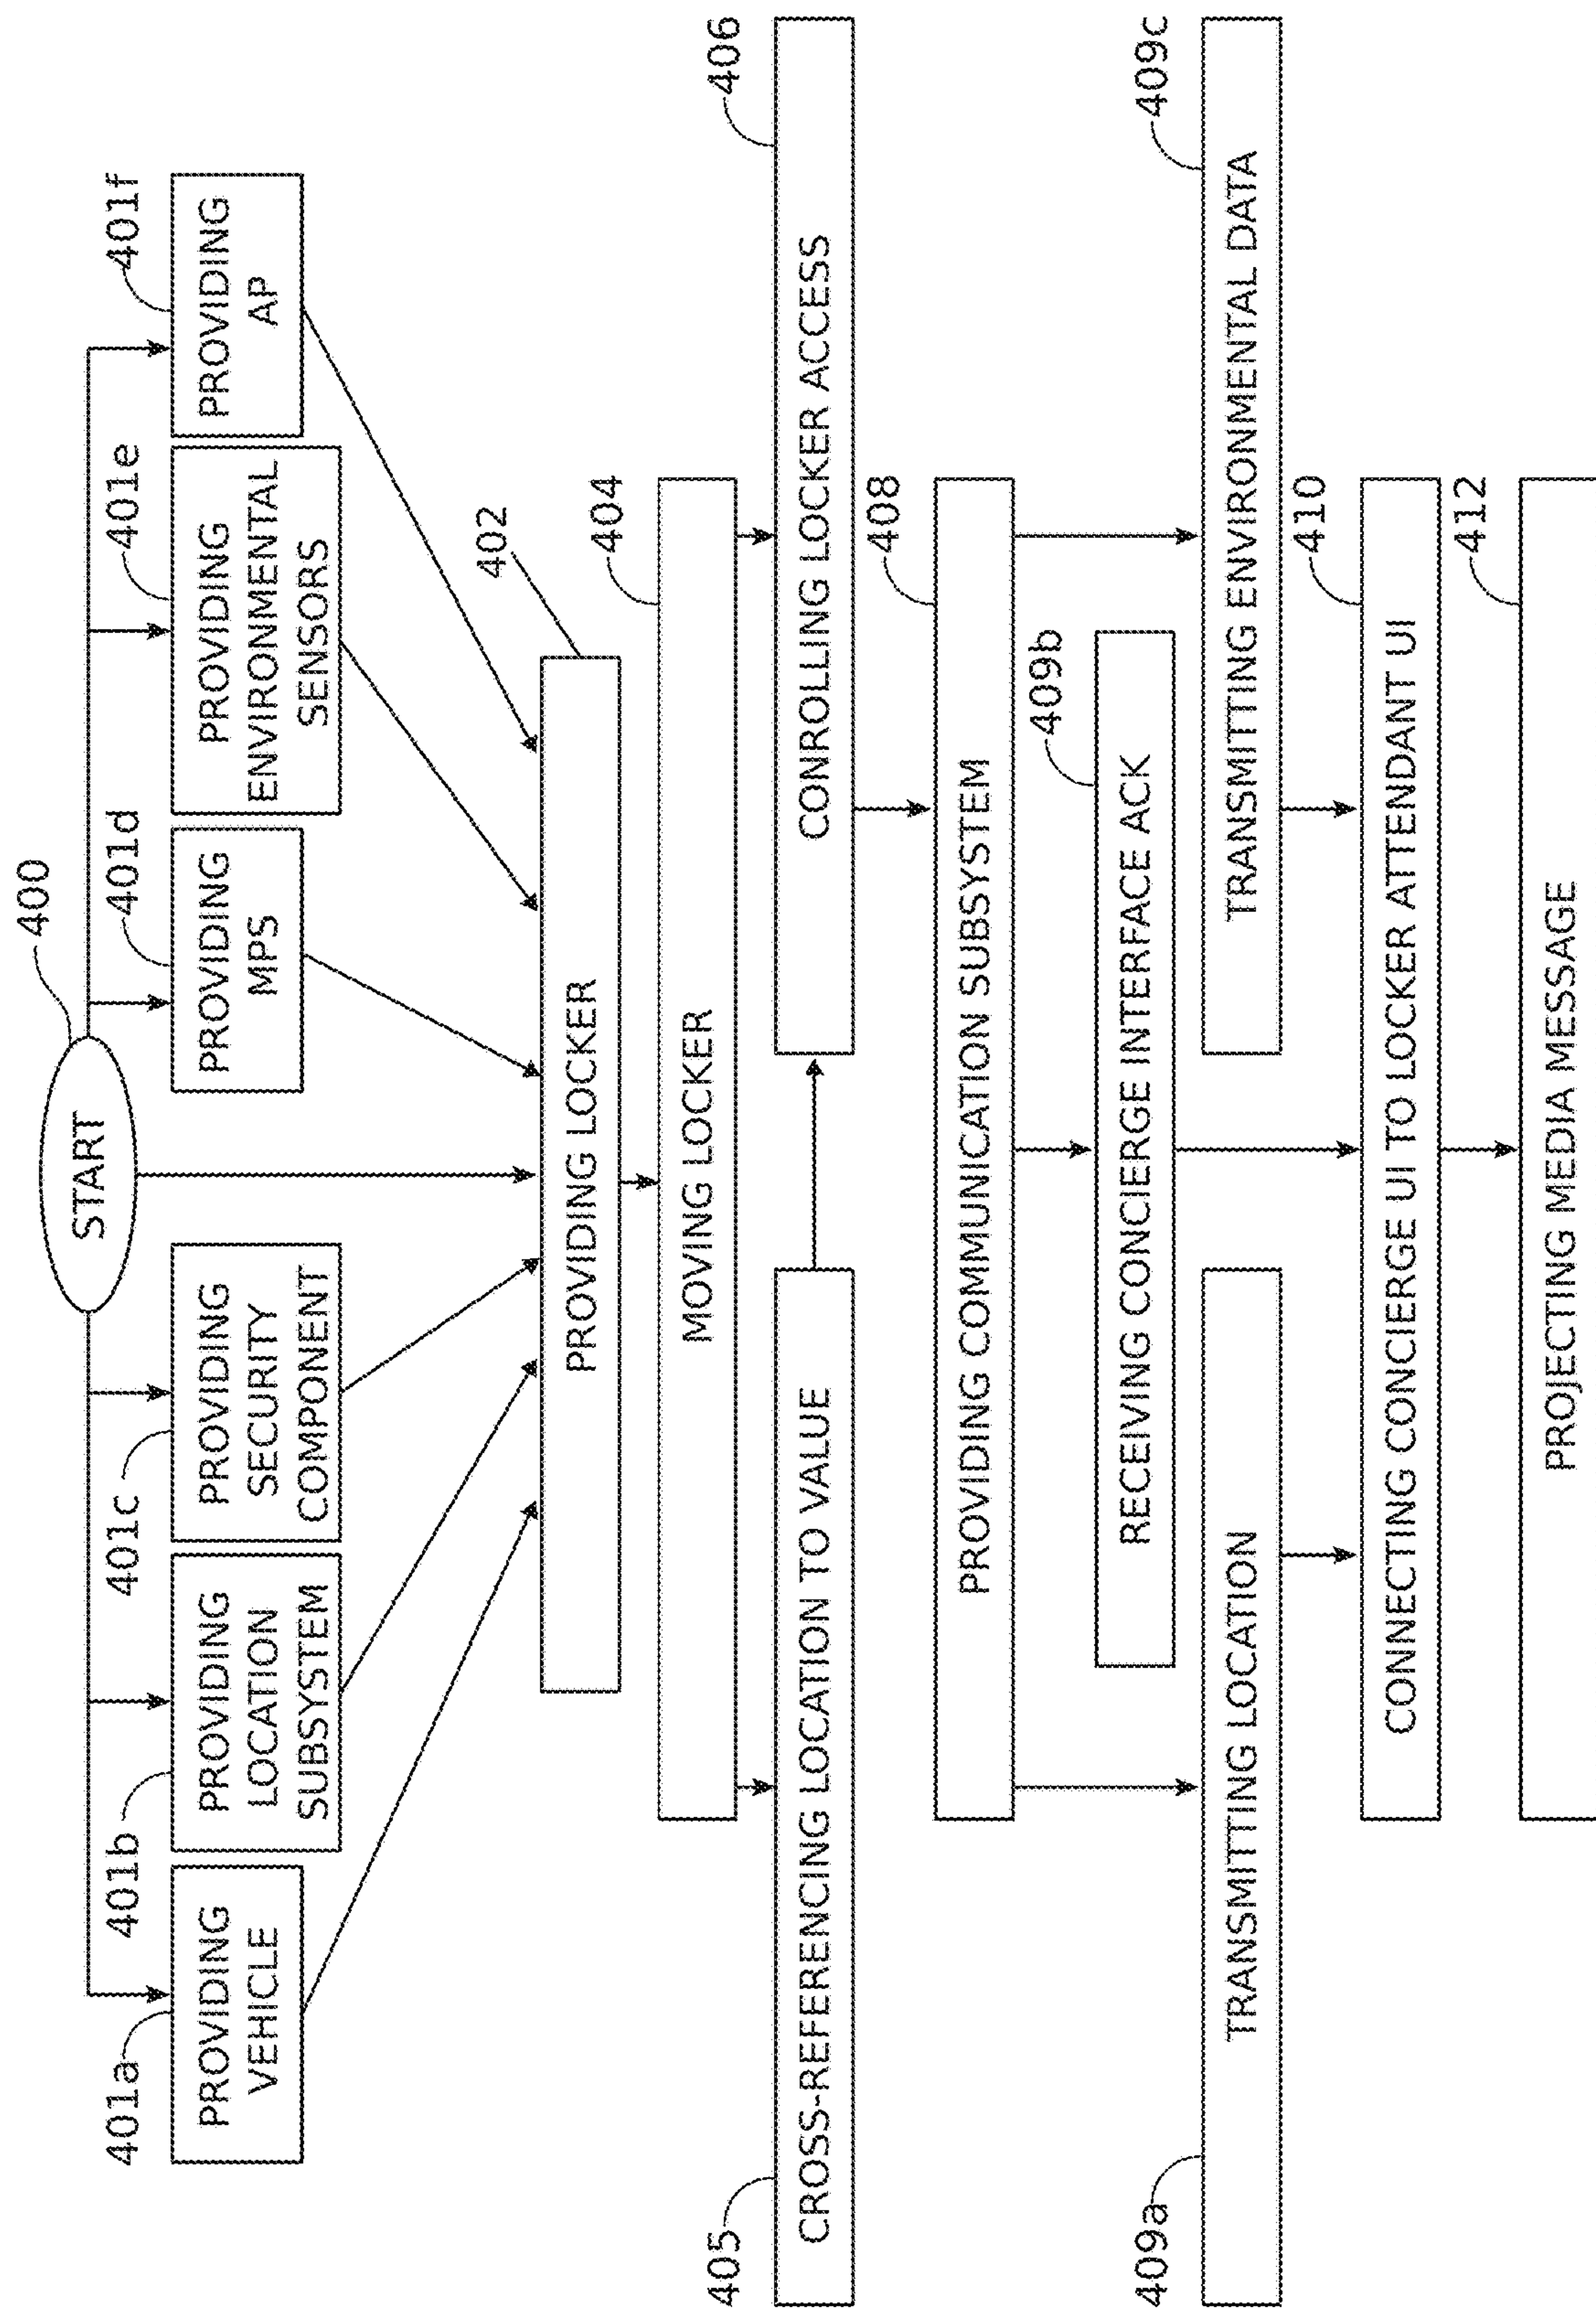 400
START
401a
PROVIDING
VEHICLE
401b
PROVIDING
LOCATION
SUBSYSTEM
401c
PROVIDING
SECURITY
COMPONENT
401d
PROVIDING
MPS
401e
PROVIDING
ENVIRONMENTAL
SENSORS
401f
PROVIDING
AP
402
PROVIDING LOCKER
404
MOVING LOCKER
405
CROSS-REFERENCING LOCATION TO VALUE
406
CONROLLING LOCKER ACCESS
408
PROVIDING COMMUNICATION SUBSYSTEM
409b
RECEIVING CONCIERGE INTERFACE ACK
409a
TRANSMITTING LOCATION
409c
TRANSMITTING ENVIRONMENTAL DATA
410
CONNECTING CONCIERGE UI TO LOCKER ATTENDANT UI
412
PROJECTING MEDIA MESSAGE